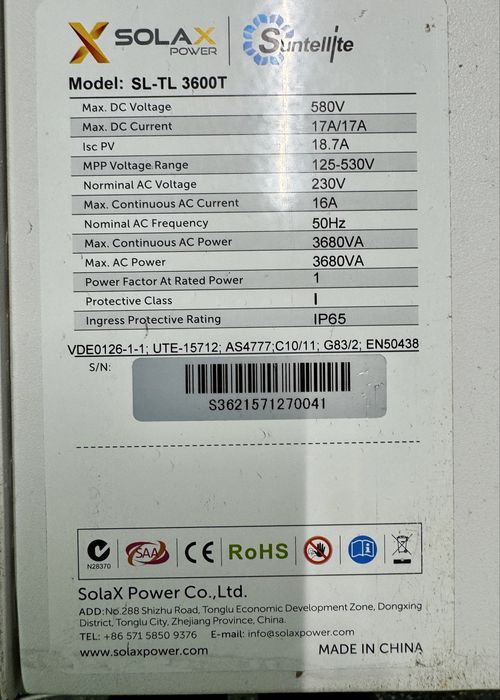 SOLAX POWER Suntellite
Model: SL-TL 3600T
Max. DC Voltage 580V
Max. DC Current 17A/17A
Isc PV 18.7A
MPP Voltage Range 125-530V
Norminal AC Voltage 230V
Max. Continuous AC Current 16A
Nominal AC Frequency 50Hz
Max. Continuous AC Power 3680VA
Max. AC Power 3680VA
Power Factor At Rated Power 1
Protective Class I
Ingress Protective Rating IP65
VDE0126-1-1; UTE-15712; AS4777;C10/11; G83/2; EN50438
S/N:
S3621571270041
N28370 SAA CE RoHS
SolaX Power Co.,Ltd.
ADD:No.288 Shizhu Road, Tonglu Economic Development Zone, Dongxing
District, Tonglu City, Zhejiang Province, China.
TEL: +86 571 5850 9376 E-mail: info@solaxpower.com
www.solaxpower.com MADE IN CHINA